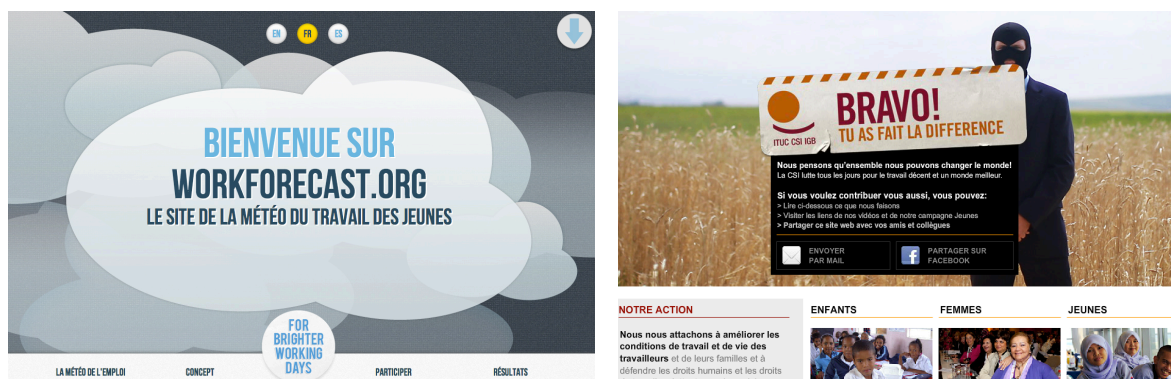 EN FR ES
BIENVENUE SUR
WORKFORECAST.ORG
LE SITE DE LA MÉTÉO DU TRAVAIL DES JEUNES
FOR
BRIGHTER
WORKING
DAYS
LA MÉTÉO DE L'EMPLOI
CONCEPT
PARTICIPER
RÉSULTATS
ITUC CSI IGB
BRAVO!
TU AS FAIT LA DIFFERENCE
Nous pensons qu'ensemble nous pouvons changer le monde!
La CSI lutte tous les jours pour le travail décent et un monde meilleur.
Si vous voulez contribuer vous aussi, vous pouvez:
> Lire ci-dessous ce que nous faisons
> Visiter les liens de nos vidéos et de notre campagne Jeunes
> Partager ce site web avec vos amis et collègues
ENVOYER
PAR MAIL
PARTAGER SUR
FACEBOOK
NOTRE ACTION
Nous nous attachons à améliorer les
conditions de travail et de vie des
travailleurs et de leurs familles et à
défendre les droits humains et les droits
ENFANTS
FEMMES
JEUNES